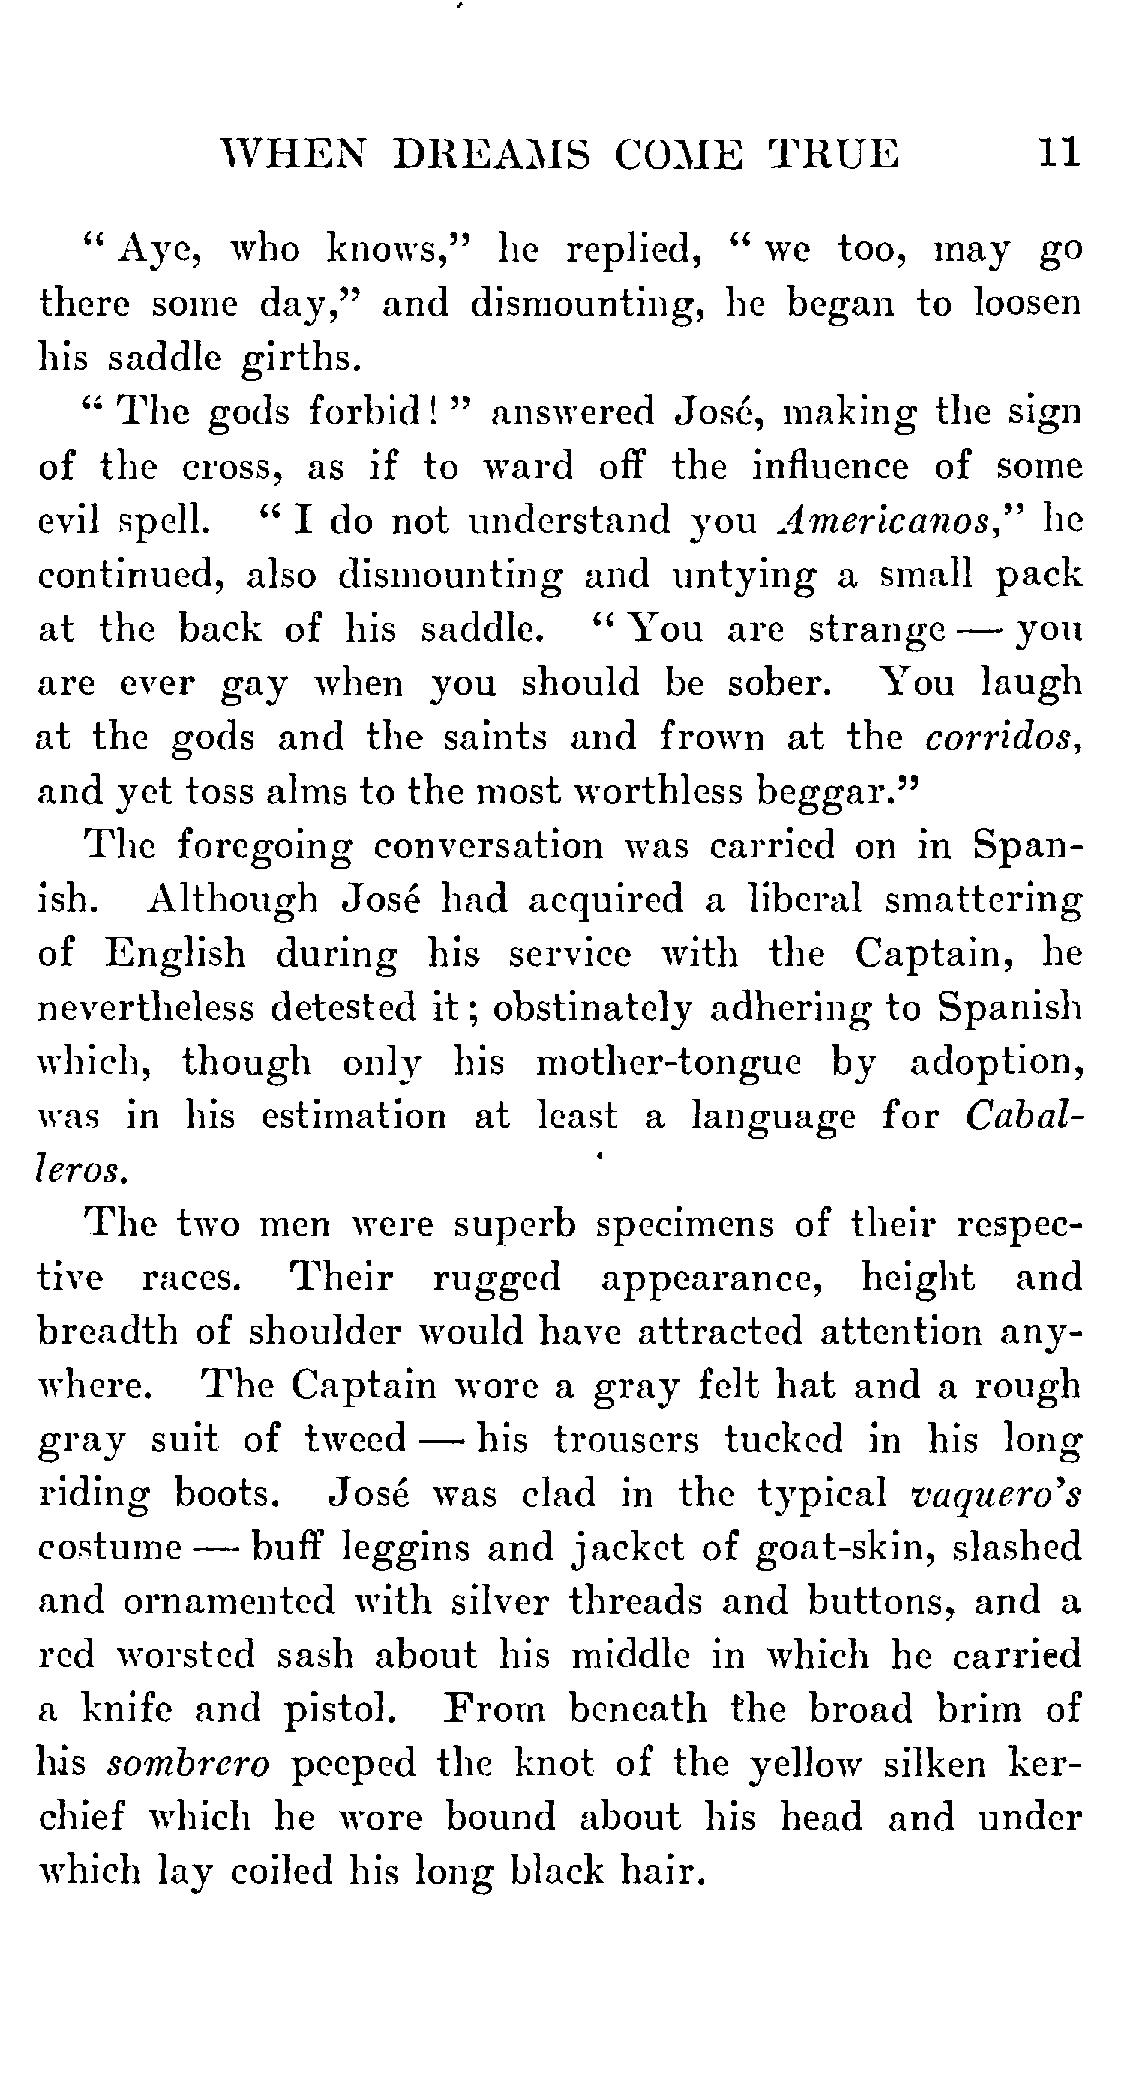 WHEN DREAMS COME TRUE 11
“ Aye, who knows,” he replied, “ we too, may go
there some day,” and dismounting, he began to loosen
his saddle girths.
“ The gods forbid! ” answered José, making the sign
of the cross, as if to ward off the influence of some
evil spell. “ I do not understand you Americanos,” he
continued, also dismounting and untying a small pack
at the back of his saddle. “ You are strange — you
are ever gay when you should be sober. You laugh
at the gods and the saints and frown at the corridos,
and yet toss alms to the most worthless beggar.”
The foregoing conversation was carried on in Span-
ish. Although José had acquired a liberal smattering
of English during his service with the Captain, he
nevertheless detested it; obstinately adhering to Spanish
which, though only his mother-tongue by adoption,
was in his estimation at least a language for Cabal-
leros.
The two men were superb specimens of their respec-
tive races. Their rugged appearance, height and
breadth of shoulder would have attracted attention any-
where. The Captain wore a gray felt hat and a rough
gray suit of tweed — his trousers tucked in his long
riding boots. José was clad in the typical vaquero’s
costume — buff leggins and jacket of goat-skin, slashed
and ornamented with silver threads and buttons, and a
red worsted sash about his middle in which he carried
a knife and pistol. From beneath the broad brim of
his sombrero peeped the knot of the yellow silken ker-
chief which he wore bound about his head and under
which lay coiled his long black hair.